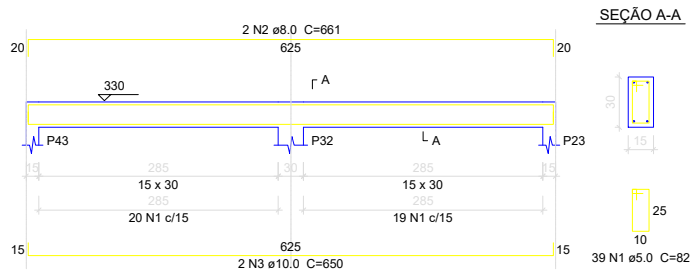 SEÇÃO A-A
2 N2 ø8.0 C=661
20 625 20
330
A
30
P43 P32 A P23
15
15 285 30 285 15
15 x 30 15 x 30
285 285
20 N1 c/15 19 N1 c/15
25
10
15 625 15
2 N3 ø10.0 C=650
39 N1 ø5.0 C=82